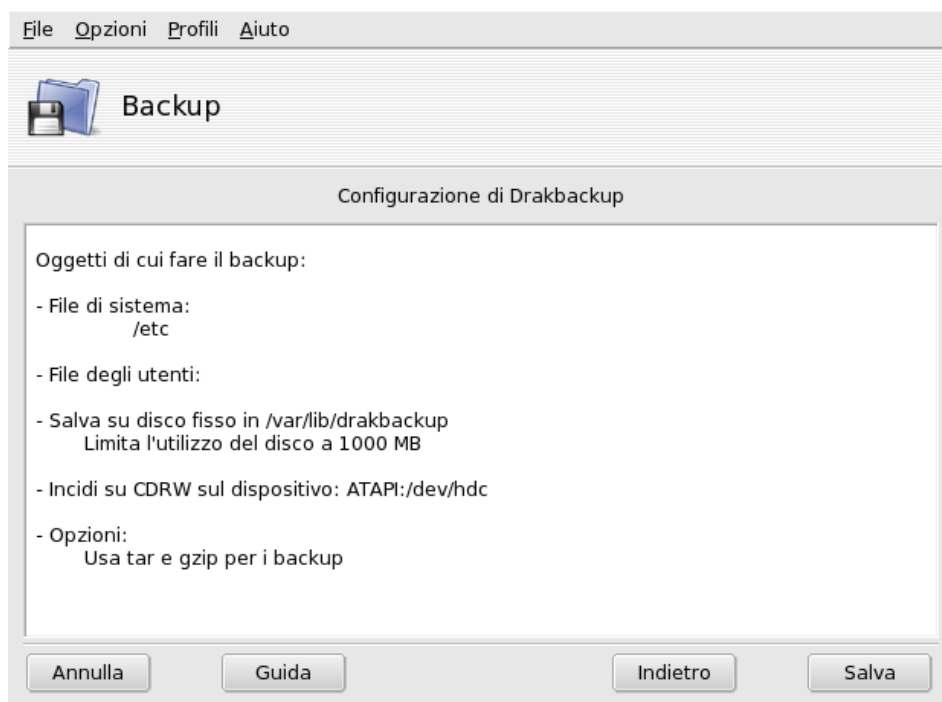 File Opzioni Profili Aiuto
Backup
Configurazione di Drakbackup
Oggetti di cui fare il backup:
- File di sistema:
/etc
- File degli utenti:
- Salva su disco fisso in /var/lib/drakbackup
Limita l'utilizzo del disco a 1000 MB
- Incidi su CDRW sul dispositivo: ATAPI:/dev/hdc
- Opzioni:
Usa tar e gzip per i backup
Annulla Guida Indietro Salva